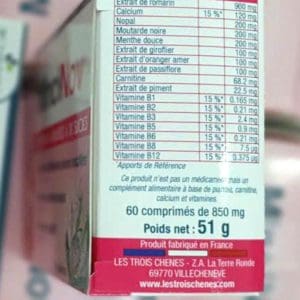 Extrait de romarin 900 mg
Calcium 15 %* 120 mg
Nopal 200 mg
Moutarde noire 200 mg
Menthe douce 200 mg
Extrait de giroflier 100 mg
Extrait d'oranger amer 100 mg
Extrait de passiflore 100 mg
Carnitine 68.2 mg
Extrait de piment 22.5 mg
Vitamine B1 15 %* 0.165 mg
Vitamine B2 15 %* 0.21 mg
Vitamine B3 15 %* 2.4 mg
Vitamine B5 15 %* 0.9 mg
Vitamine B6 15 %* 0.21 mg
Vitamine B8 15 %* 7.5 µg
Vitamine B12 15 %* 0.375 µg
*Apports de Référence
Ce produit n'est pas un médicament mais un
complément alimentaire à base de plantes, carnitine,
calcium et vitamines.
60 comprimés de 850 mg
Poids net : 51 g
Produit fabriqué en France
LES TROIS CHENES - Z.A. La Terre Ronde
69770 VILLECHENEVE
www.lestroischenes.com